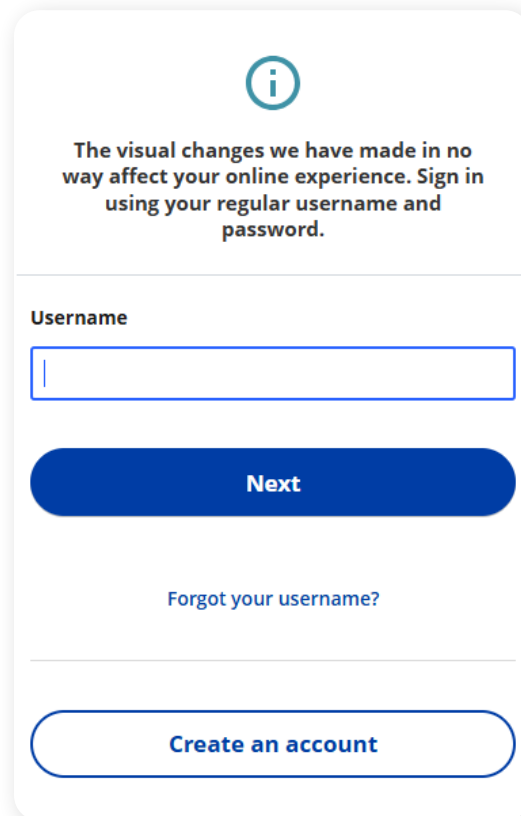 The visual changes we have made in no
way affect your online experience. Sign in
using your regular username and
password.
Username
Next
Forgot your username?
Create an account